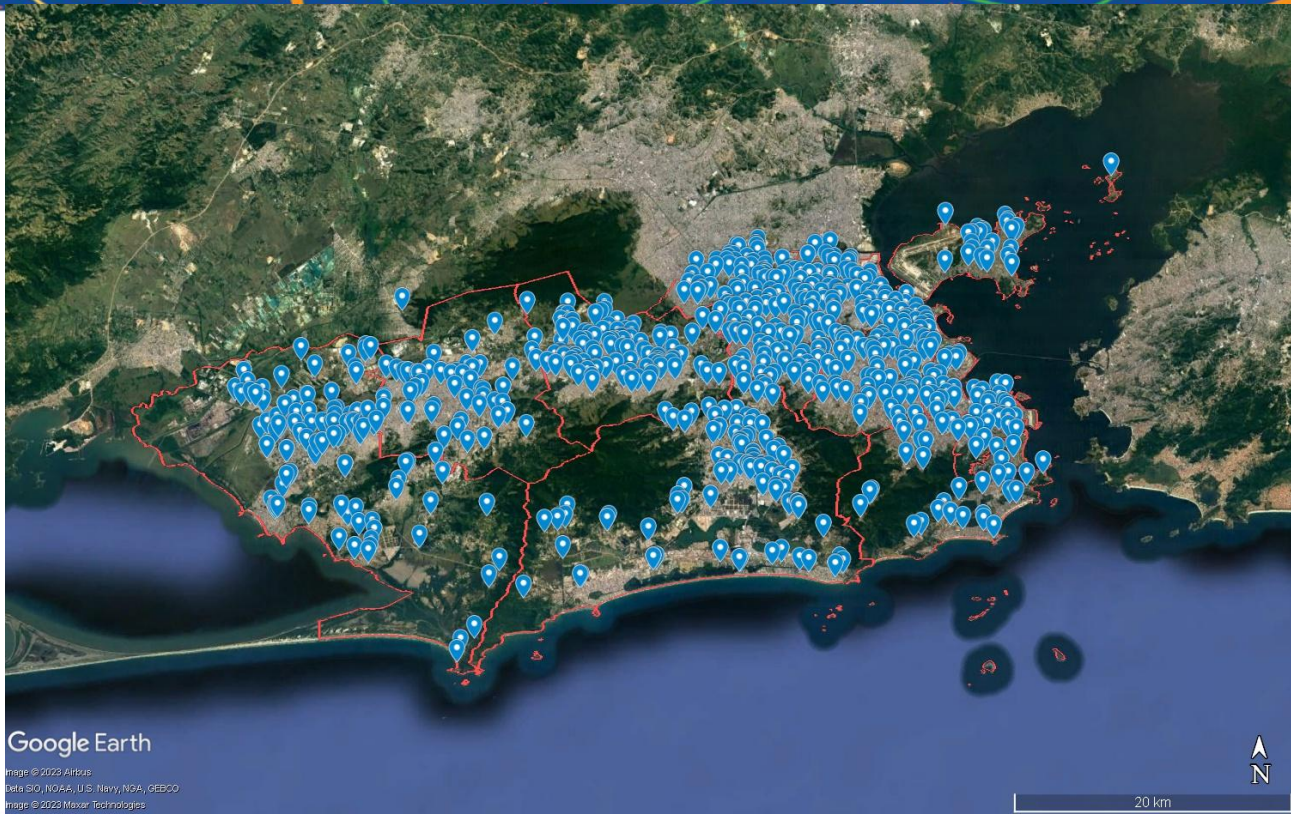 Google Earth
Image © 2023 Airbus
Data SIO, NOAA, U.S. Navy, NGA, GEBCO
Image © 2023 Maxar Technologies
N
20 km